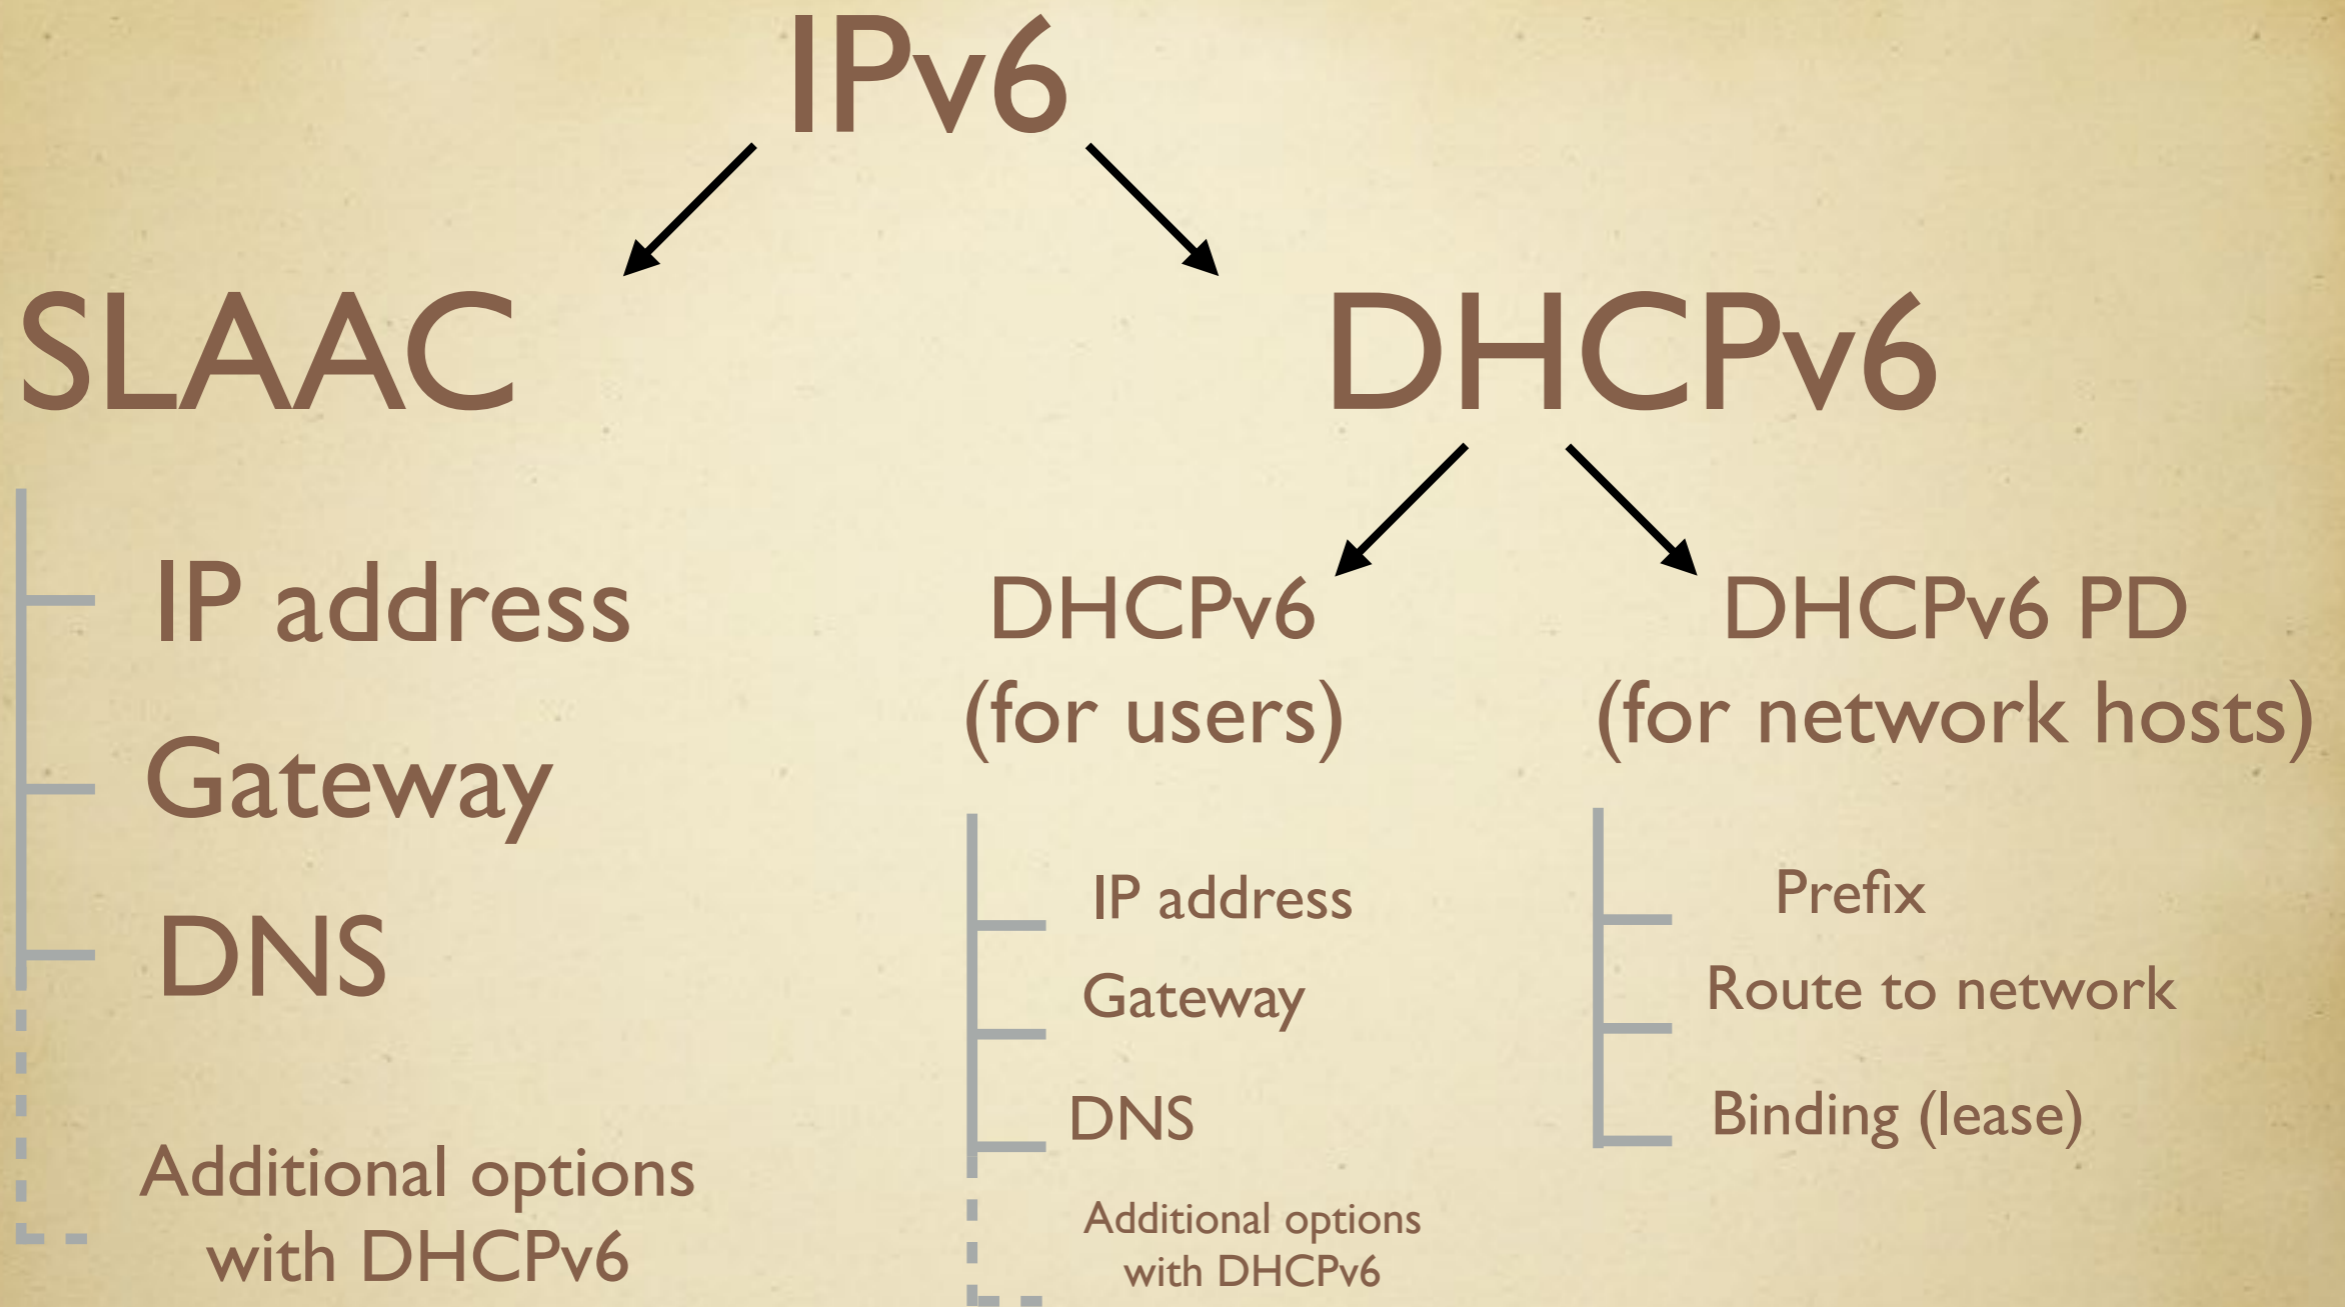 IPv6
SLAAC
DHCPv6
IP address
Gateway
DNS
Additional options
with DHCPv6
DHCPv6
(for users)
IP address
Gateway
DNS
Additional options
with DHCPv6
DHCPv6 PD
(for network hosts)
Prefix
Route to network
Binding (lease)